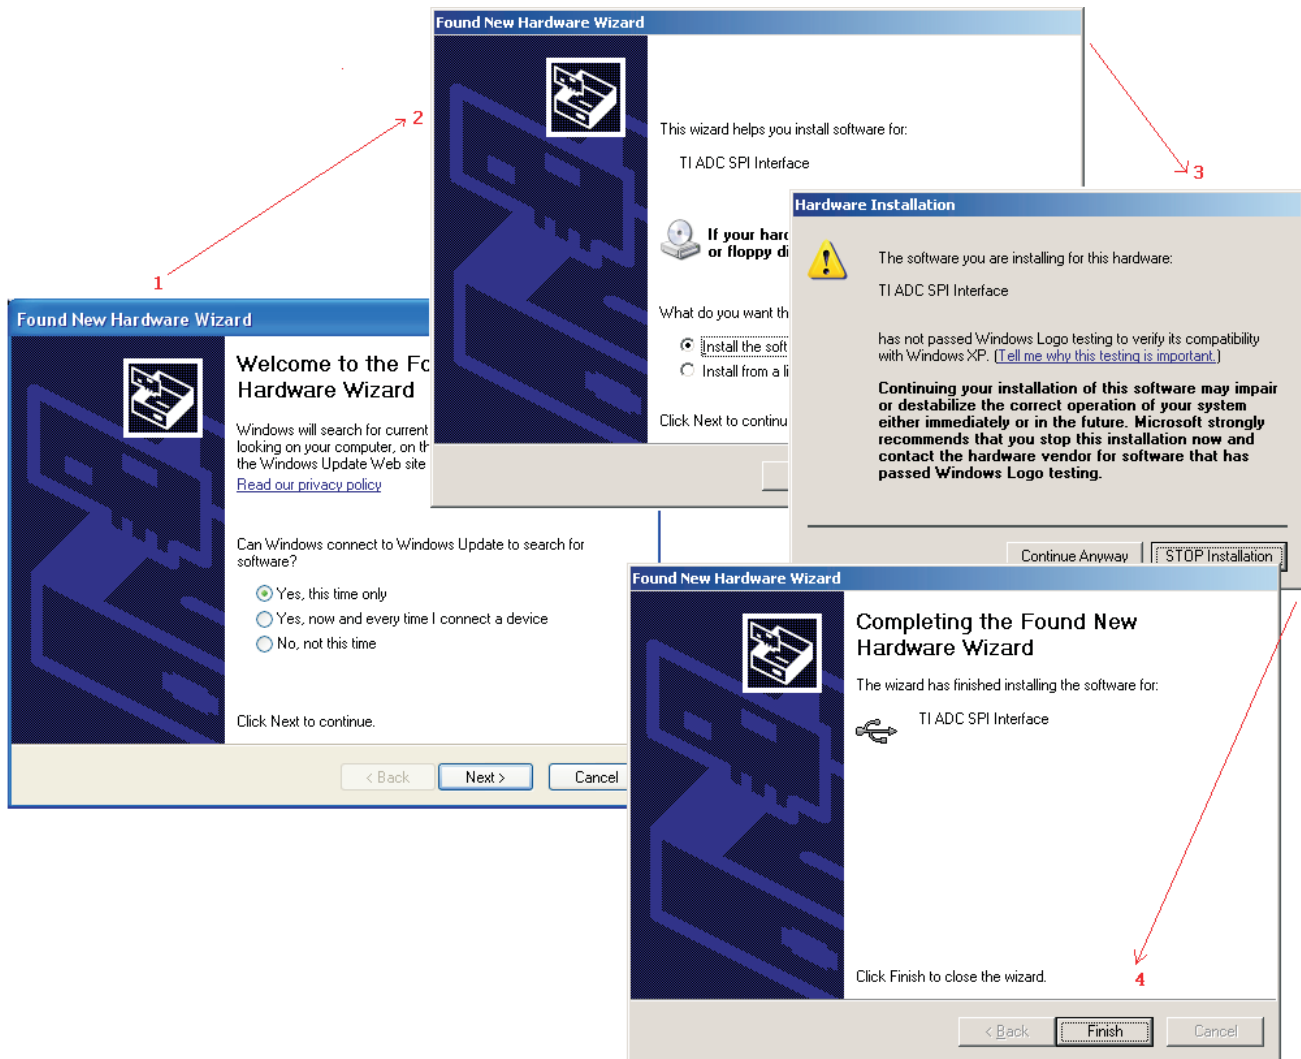 1
Found New Hardware Wizard
Welcome to the Fo
Hardware Wizard
Windows will search for current
looking on your computer, on th
the Windows Update Web site
Read our privacy policy
Can Windows connect to Windows Update to search for
software?
Yes, this time only
Yes, now and every time I connect a device
No, not this time
Click Next to continue.
< Back
Next >
Cancel
2
Found New Hardware Wizard
This wizard helps you install software for:
TI ADC SPI Interface
If your hard
or floppy di
What do you want th
Install the soft
Install from a li
Click Next to continu
3
Hardware Installation
The software you are installing for this hardware:
TI ADC SPI Interface
has not passed Windows Logo testing to verify its compatibility
with Windows XP. (Tell me why this testing is important.)
Continuing your installation of this software may impair
or destabilize the correct operation of your system
either immediately or in the future. Microsoft strongly
recommends that you stop this installation now and
contact the hardware vendor for software that has
passed Windows Logo testing.
Continue Anyway
STOP Installation
Found New Hardware Wizard
Completing the Found New
Hardware Wizard
The wizard has finished installing the software for:
TI ADC SPI Interface
Click Finish to close the wizard.
4
< Back
Finish
Cancel